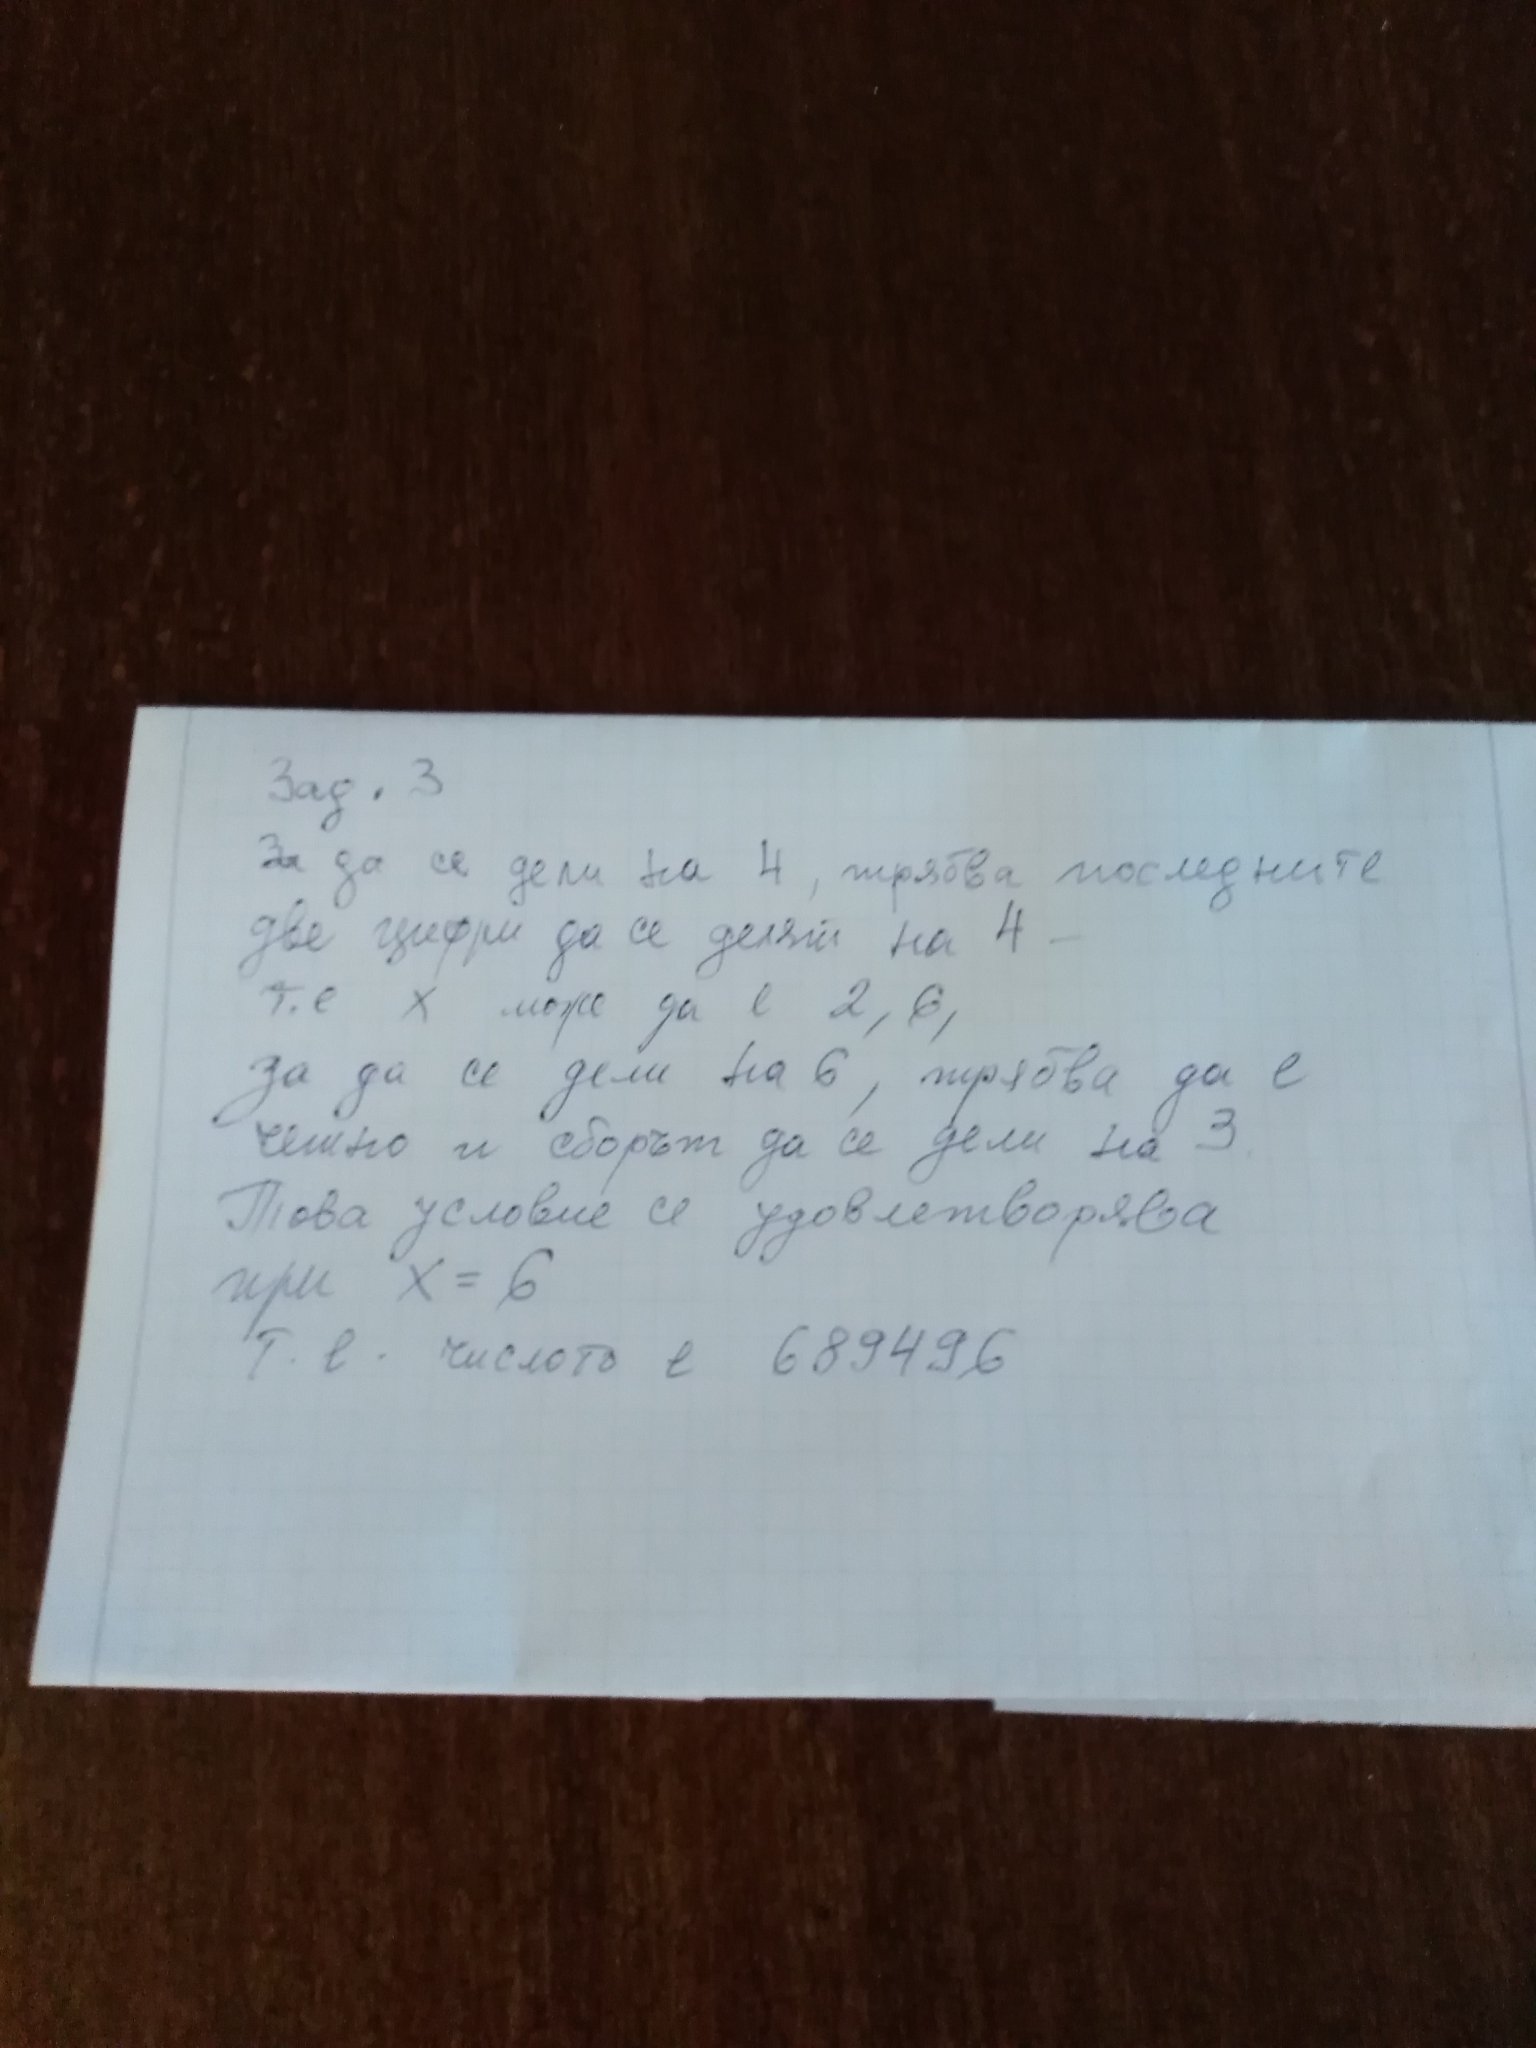 Зад. 3
За да се дели на 4, трябва последните
две цифри да се делят на 4 –
т.е х може да е 2, 6,
за да се дели на 6, трябва да е
четно и сборът да се дели на 3.
Това условие се удовлетворява
при х = 6
Т. е. числото е 689496